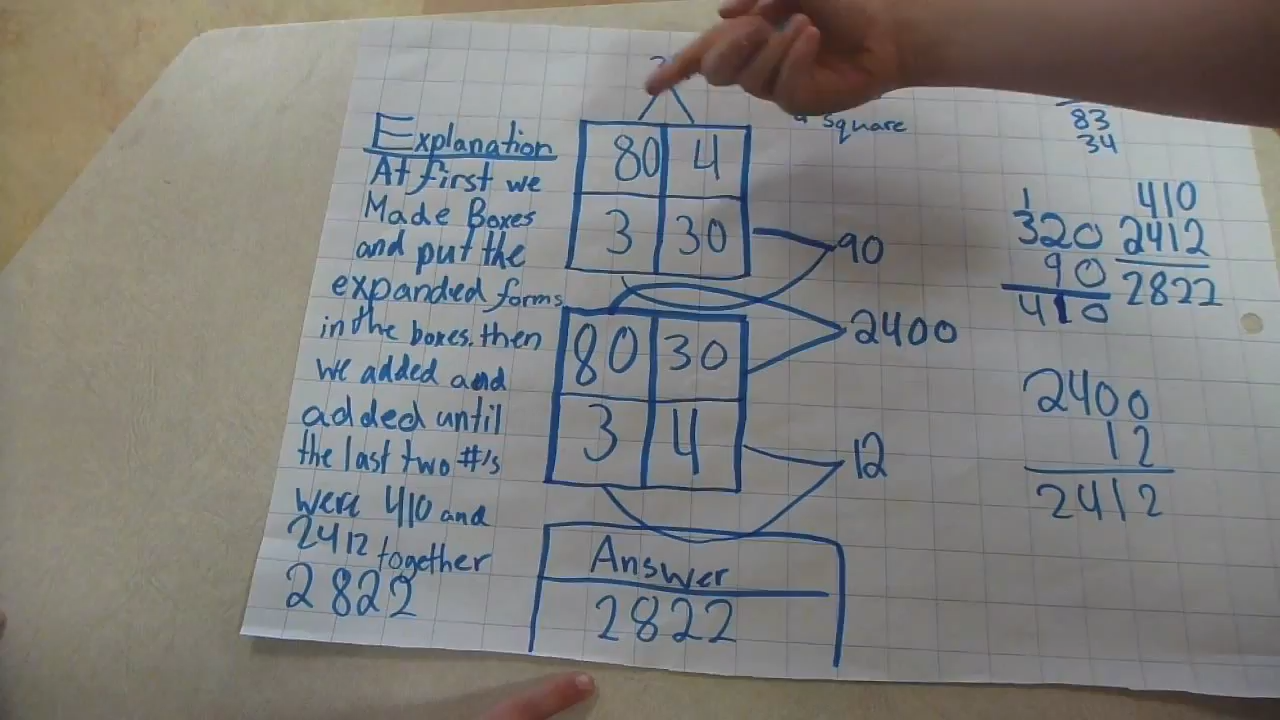 Explanation
At first we
Made Boxes
and put the
expanded forms
in the boxes. then
we added and
added until
the last two #'s
were 410 and
2412 together
2822
80 4
3 30
80 30
3 4
90
2400
12
Answer
2822
square
83
34
1
320
90
410
410
2412
2822
2400
12
2412